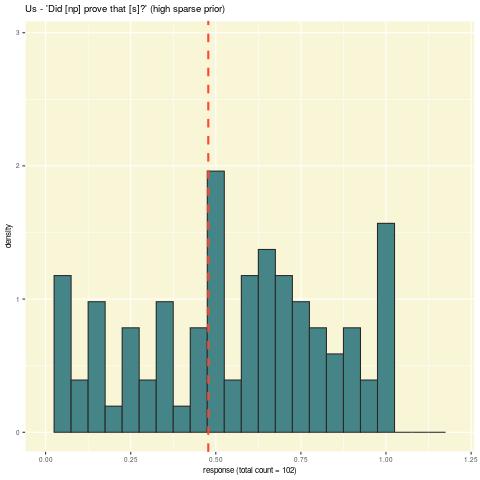 Us - 'Did [np] prove that [s]?' (high sparse prior)
3
2
1
0
density
0.00 0.25 0.50 0.75 1.00 1.25
response (total count = 102)